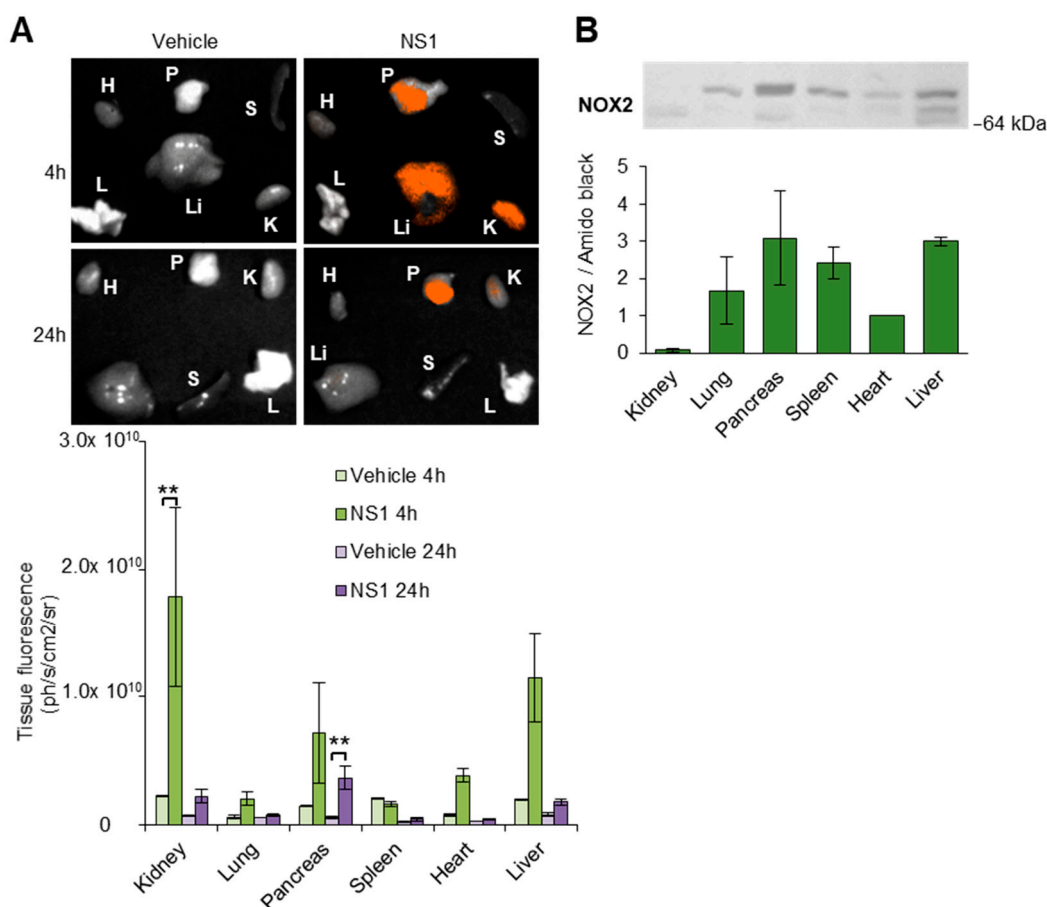 A
Vehicle
NS1
4h
H
P
S
L
Li
K
H
P
S
L
Li
K
24h
H
P
K
S
L
H
P
K
Li
S
L
3.0x 10¹⁰
2.0x 10¹⁰
1.0x 10¹⁰
0
Tissue fluorescence
(ph/s/cm2/sr)
**
**
Vehicle 4h
NS1 4h
Vehicle 24h
NS1 24h
Kidney
Lung
Pancreas
Spleen
Heart
Liver
B
NOX2
–64 kDa
NOX2 / Amido black
5
4
3
2
1
0
Kidney
Lung
Pancreas
Spleen
Heart
Liver